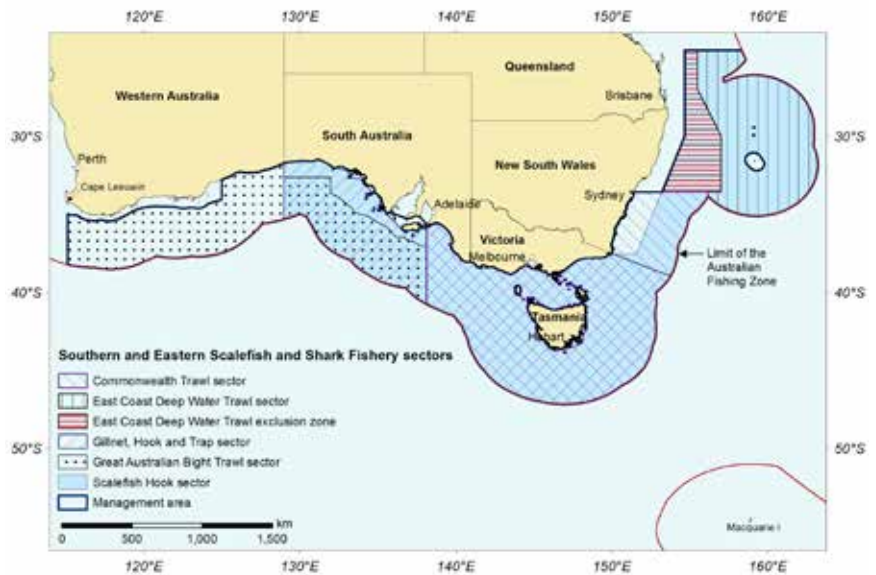 120°E 130°E 140°E 150°E 160°E
Queensland
Western Australia
Brisbane
South Australia
30°S 30°S
Perth
New South Wales
Cape Leeuwin
Sydney
Adelaide
Victoria
Melbourne
Limit of the
Australian
Fishing Zone
40°S 40°S
Tasmania
Hobart
Southern and Eastern Scalefish and Shark Fishery sectors
Commonwealth Trawl sector
East Coast Deep Water Trawl sector
East Coast Deep Water Trawl exclusion zone
Gillnet, Hook and Trap sector
50°S 50°S
Great Australian Bight Trawl sector
Scalefish Hook sector
Management area
km
0 500 1,000 1,500
Macquarie I
120°E 130°E 140°E 150°E 160°E